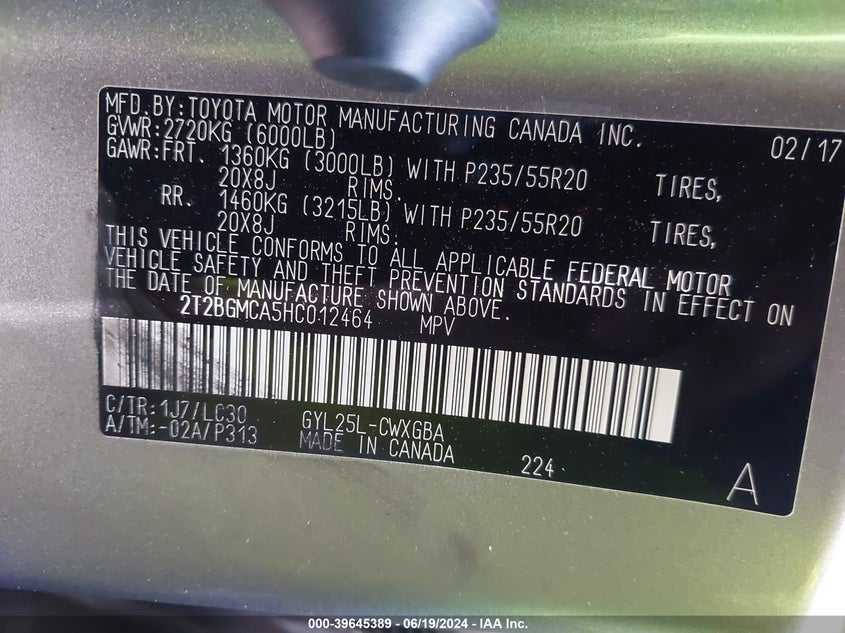 MFD. BY: TOYOTA MOTOR MANUFACTURING CANADA INC. 02/17
GVWR: 2720KG (6000LB)
GAWR: FRT. 1360KG (3000LB) WITH P235/55R20 TIRES,
20X8J RIMS.
RR. 1460KG (3215LB) WITH P235/55R20 TIRES,
20X8J RIMS.
THIS VEHICLE CONFORMS TO ALL APPLICABLE FEDERAL MOTOR
VEHICLE SAFETY AND THEFT PREVENTION STANDARDS IN EFFECT ON
THE DATE OF MANUFACTURE SHOWN ABOVE.
2T2BGMCA5HC012464 MPV
C/TR: 1J7/LC30 GYL25L-CWXGBA
A/TM: -02A/P313 MADE IN CANADA 224 A
000-39645389 - 06/19/2024 - IAA Inc.